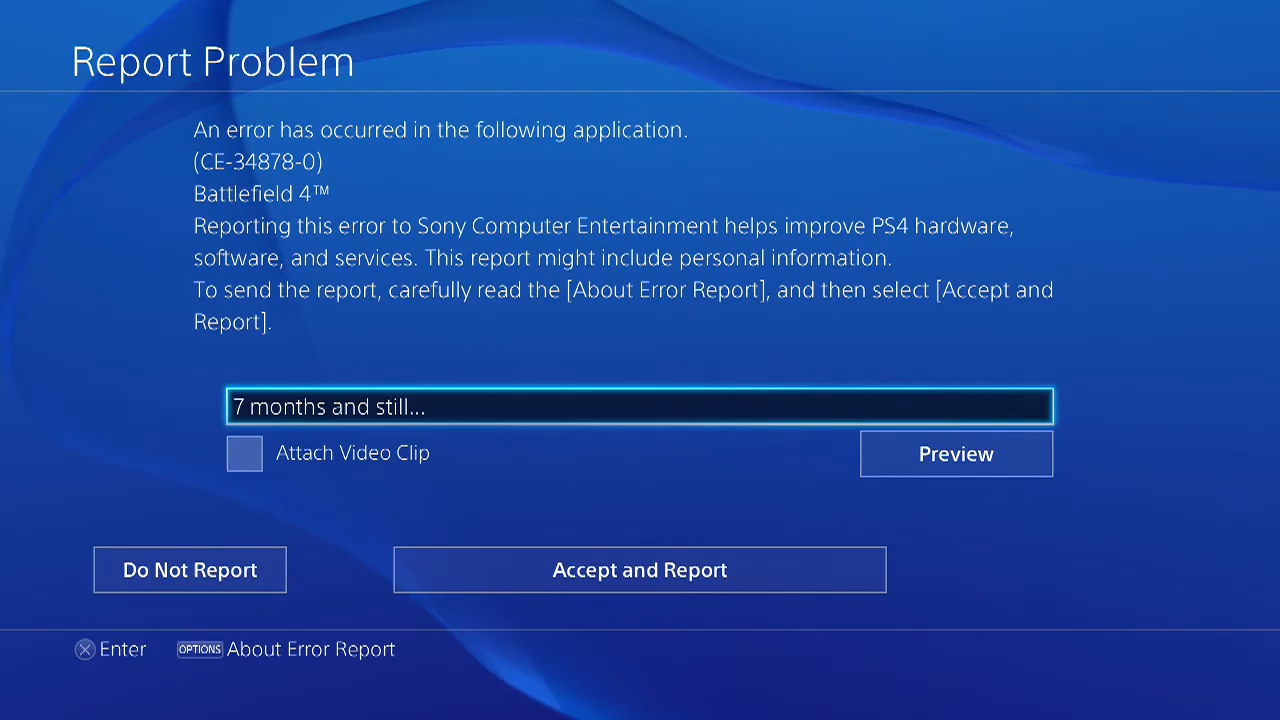 Report Problem
An error has occurred in the following application.
(CE-34878-0)
Battlefield 4™
Reporting this error to Sony Computer Entertainment helps improve PS4 hardware,
software, and services. This report might include personal information.
To send the report, carefully read the [About Error Report], and then select [Accept and
Report].
7 months and still...
Attach Video Clip
Preview
Do Not Report
Accept and Report
Enter
OPTIONS About Error Report